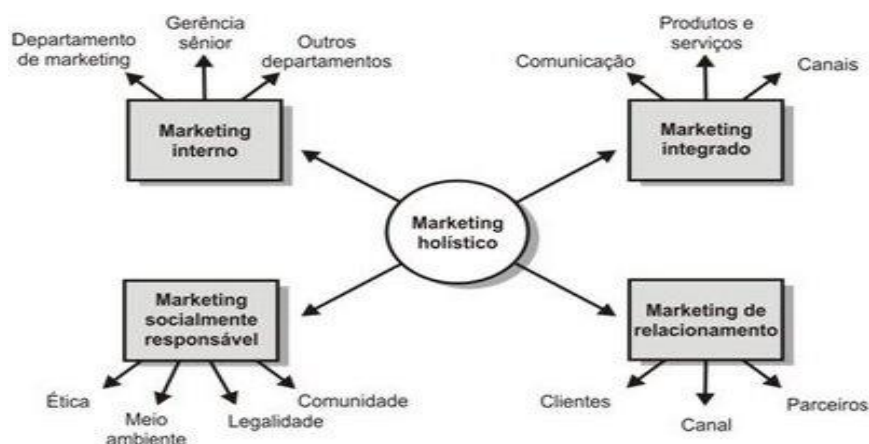 Departamento
de marketing
Gerência
sênior
Outros
departamentos
Marketing
interno
Comunicação
Produtos e
serviços
Canais
Marketing
integrado
Marketing
holístico
Marketing
socialmente
responsável
Ética
Meio
ambiente
Legalidade
Comunidade
Marketing de
relacionamento
Clientes
Canal
Parceiros